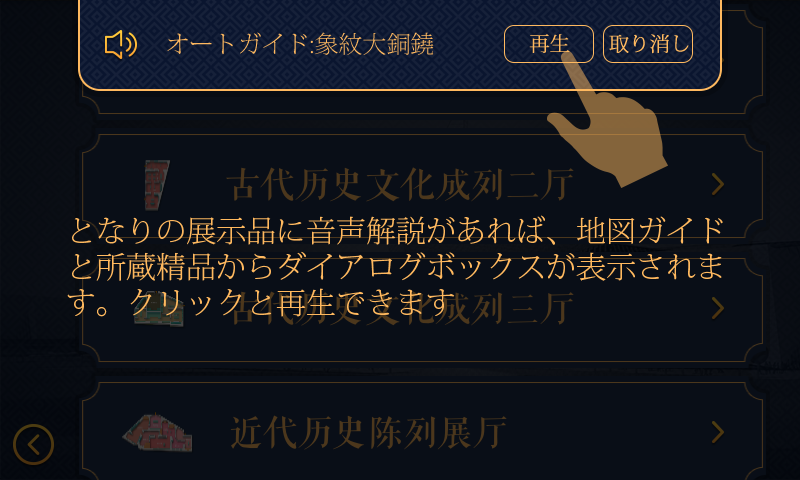 オートガイド:象紋大銅鐃
再生
取り消し
古代历史文化成列二厅
となりの展示品に音声解説があれば、地図ガイド
と所蔵精品からダイアログボックスが表示されま
す。クリックと再生できます
古代历史文化成列三厅
近代历史陈列展厅